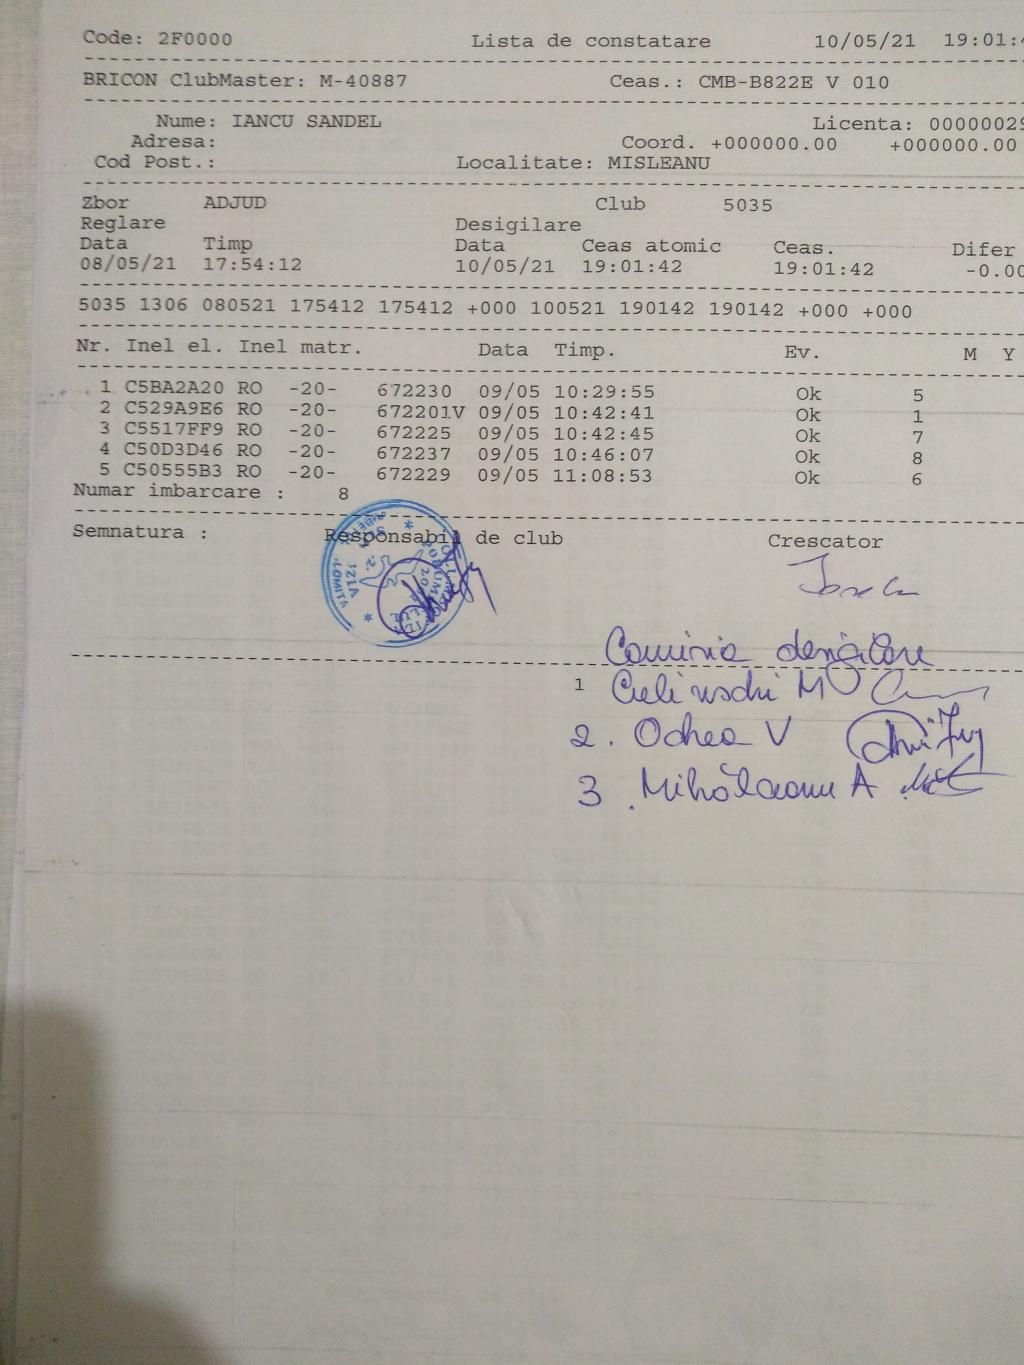 Code: 2F0000 Lista de constatare 10/05/21 19:01:4
BRICON ClubMaster: M-40887 Ceas.: CMB-B822E V 010
Nume: IANCU SANDEL Licenta: 00000029
Adresa: Coord. +000000.00 +000000.00
Cod Post.: Localitate: MISLEANU
Zbor ADJUD Club 5035
Reglare Desigilare
Data Timp Data Ceas atomic Ceas. Difer
08/05/21 17:54:12 10/05/21 19:01:42 19:01:42 -0.00
5035 1306 080521 175412 175412 +000 100521 190142 190142 +000 +000
Nr. Inel el. Inel matr. Data Timp. Ev. M Y
1 C5BA2A20 RO -20- 672230 09/05 10:29:55 Ok 5
2 C529A9E6 RO -20- 672201V 09/05 10:42:41 Ok 1
3 C5517FF9 RO -20- 672225 09/05 10:42:45 Ok 7
4 C50D3D46 RO -20- 672237 09/05 10:46:07 Ok 8
5 C50555B3 RO -20- 672229 09/05 11:08:53 Ok 6
Numar imbarcare : 8
Semnatura : Responsabil de club Crescator
1
2. Ochea V
3 Mihălceanu A